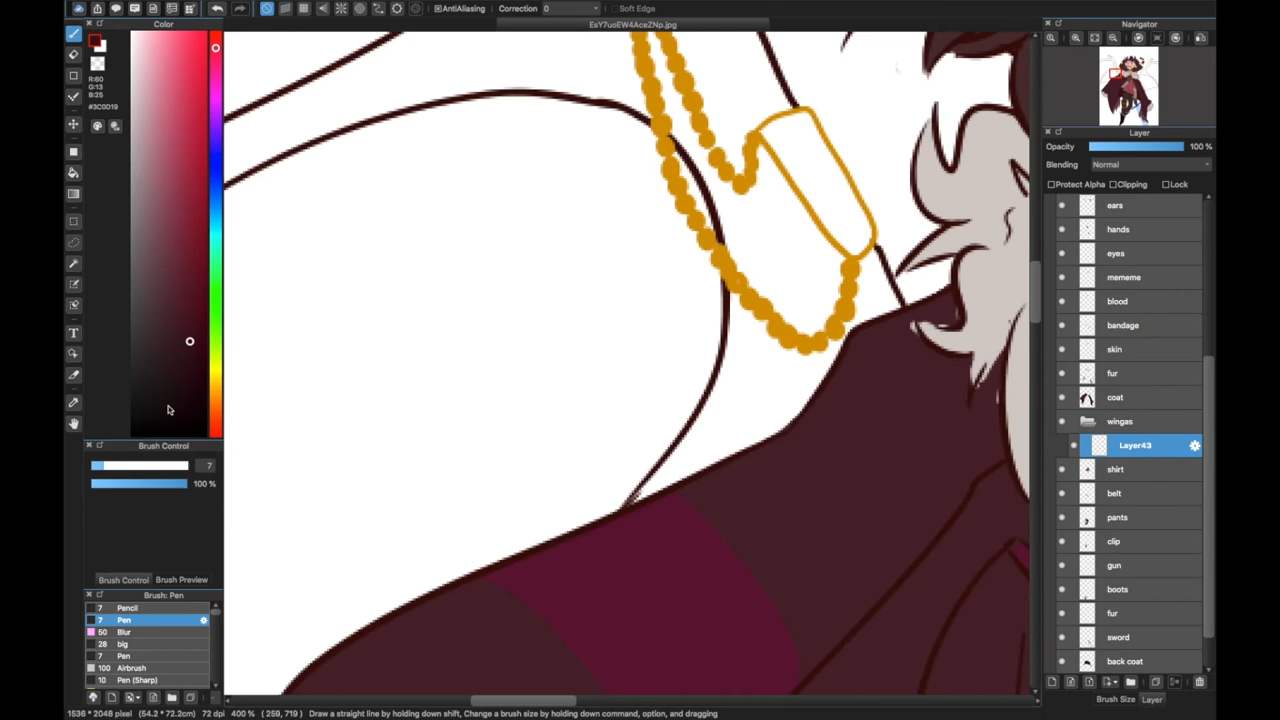 AntiAliasing Correction 0 Soft Edge
EsY7uoEW4AceZNp.jpg
Color
R:60
G:13
B:25
#3C0D19
Brush Control
7
100 %
Brush Control Brush Preview
Brush: Pen
7 Pencil
7 Pen
50 Blur
28 big
7 Pen
100 Airbrush
10 Pen (Sharp)
Navigator
Layer
Opacity 100 %
Blending Normal
Protect Alpha Clipping Lock
ears
hands
eyes
mememe
blood
bandage
skin
fur
coat
wingas
Layer43
shirt
belt
pants
clip
gun
boots
fur
sword
back coat
Brush Size Layer
1536 * 2048 pixel (54.2 * 72.2cm) 72 dpi 400 % ( 259, 719 ) Draw a straight line by holding down shift, Change a brush size by holding down command, option, and dragging